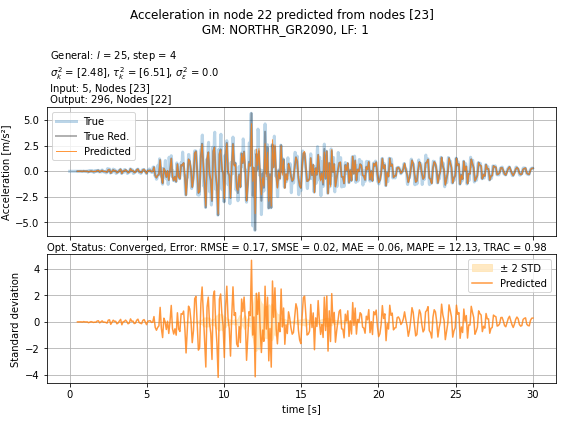 Acceleration in node 22 predicted from nodes [23]
GM: NORTHR_GR2090, LF: 1
General: l = 25, step = 4
σ²ₖ = [2.48], τ²ₖ = [6.51], σ²ε = 0.0
Input: 5, Nodes [23]
Output: 296, Nodes [22]
Acceleration [m/s²]
5.0
2.5
0.0
−2.5
−5.0
True
True Red.
Predicted
Opt. Status: Converged, Error: RMSE = 0.17, SMSE = 0.02, MAE = 0.06, MAPE = 12.13, TRAC = 0.98
Standard deviation
4
2
0
−2
−4
± 2 STD
Predicted
0 5 10 15 20 25 30
time [s]